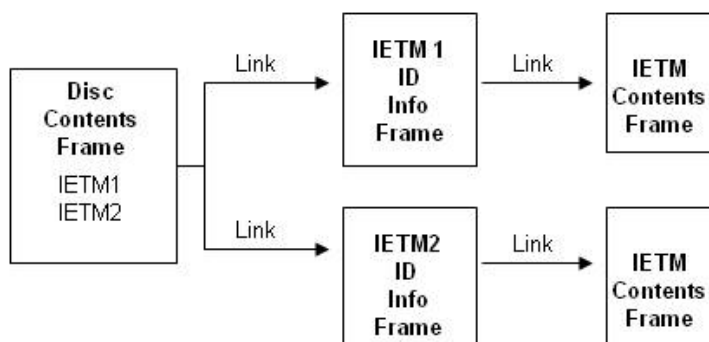 Disc
Contents
Frame
IETM1
IETM2
Link
IETM 1
ID
Info
Frame
Link
IETM
Contents
Frame
Link
IETM2
ID
Info
Frame
Link
IETM
Contents
Frame